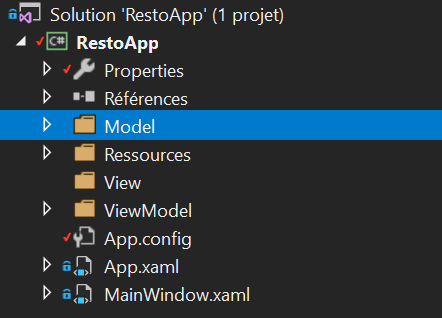 Solution 'RestoApp' (1 projet)
C# RestoApp
Properties
Références
Model
Ressources
View
ViewModel
App.config
App.xaml
MainWindow.xaml